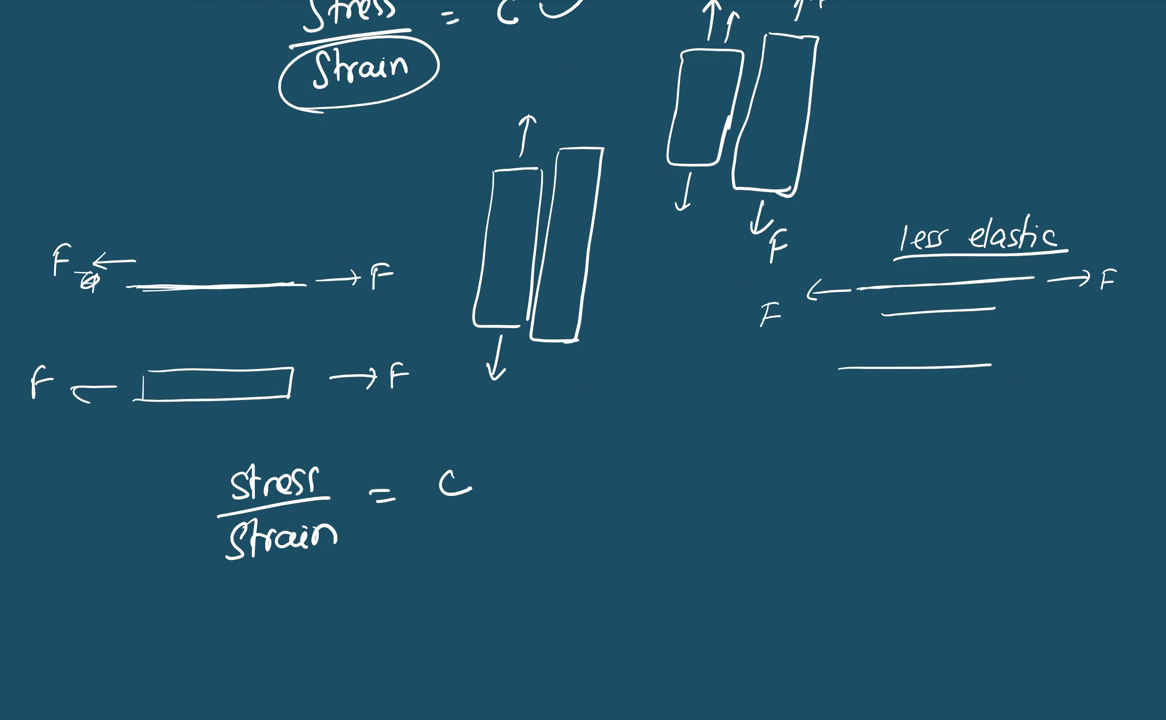 Stress
Strain
= C
F
less elastic
F
F
F
F
F
F
Stress
Strain
= C